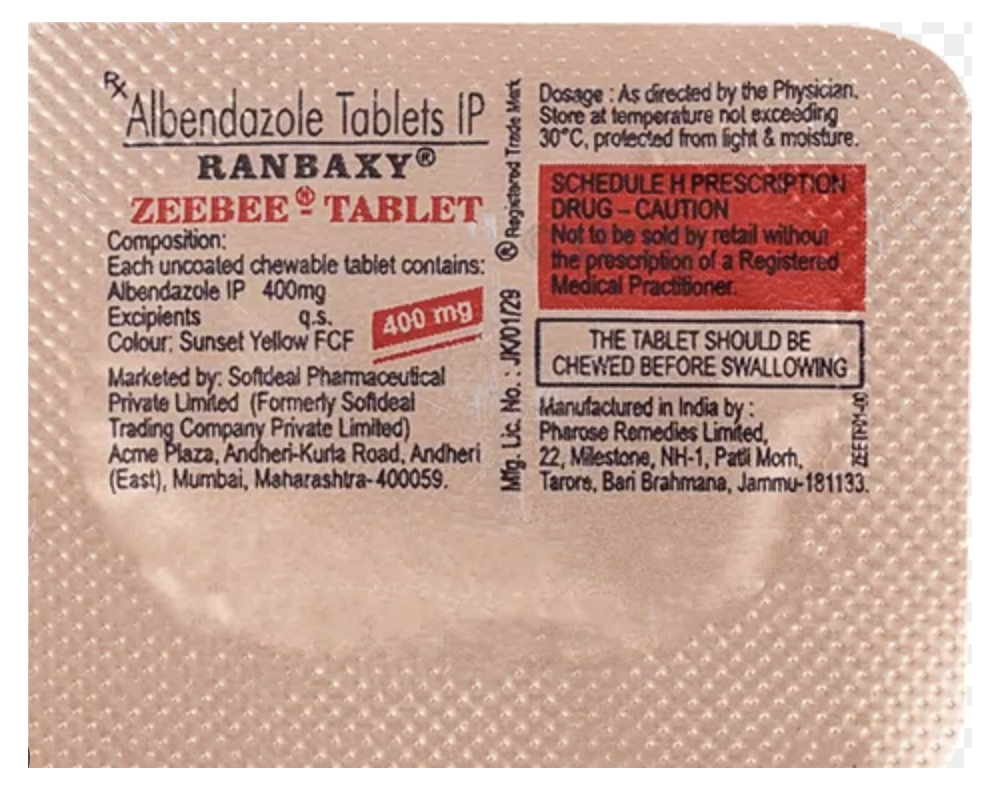 Rx
Albendazole Tablets IP
RANBAXY®
ZEEBEE®- TABLET
Composition:
Each uncoated chewable tablet contains:
Albendazole IP 400mg
Excipients q.s.
Colour: Sunset Yellow FCF
400 mg
Marketed by: Softdeal Pharmaceutical
Private Limited (Formerly Softdeal
Trading Company Private Limited)
Acme Plaza, Andheri-Kurla Road, Andheri
(East), Mumbai, Maharashtra-400059.
Mfg. Lic. No. : JK/01/29 ® Registered Trade Mark
Dosage : As directed by the Physician.
Store at temperature not exceeding
30°C, protected from light & moisture.
SCHEDULE H PRESCRIPTION
DRUG – CAUTION
Not to be sold by retail without
the prescription of a Registered
Medical Practitioner.
THE TABLET SHOULD BE
CHEWED BEFORE SWALLOWING
Manufactured in India by :
Pharose Remedies Limited,
22, Milestone, NH-1, Patli Morh,
Tarore, Bari Brahmana, Jammu-181133.